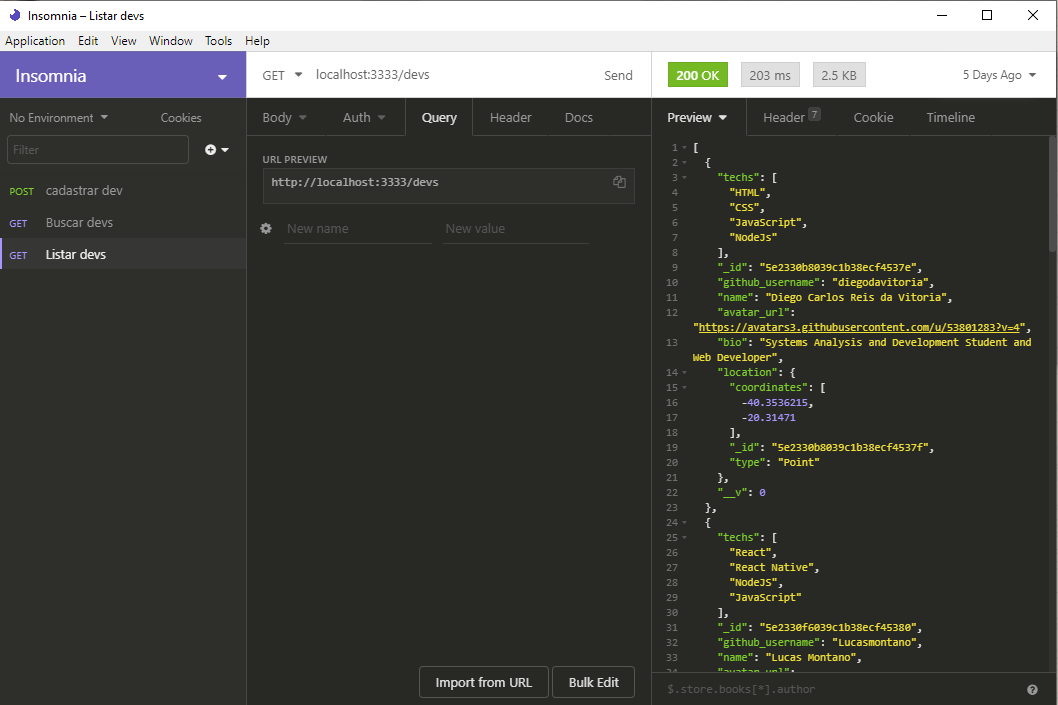 Insomnia – Listar devs
Application Edit View Window Tools Help
Insomnia
No Environment Cookies
Filter
POST cadastrar dev
GET Buscar devs
GET Listar devs
GET localhost:3333/devs Send
Body Auth Query Header Docs
URL PREVIEW
http://localhost:3333/devs
New name New value
Import from URL Bulk Edit
200 OK 203 ms 2.5 KB 5 Days Ago
Preview Header 7 Cookie Timeline
1 [
2 {
3 "techs": [
4 "HTML",
5 "CSS",
6 "JavaScript",
7 "NodeJs"
8 ],
9 "_id": "5e2330b8039c1b38ecf4537e",
10 "github_username": "diegodavitoria",
11 "name": "Diego Carlos Reis da Vitoria",
12 "avatar_url":
"https://avatars3.githubusercontent.com/u/53801283?v=4",
13 "bio": "Systems Analysis and Development Student and
Web Developer",
14 "location": {
15 "coordinates": [
16 -40.3536215,
17 -20.31471
18 ],
19 "_id": "5e2330b8039c1b38ecf4537f",
20 "type": "Point"
21 },
22 "__v": 0
23 },
24 {
25 "techs": [
26 "React",
27 "React Native",
28 "NodeJS",
29 "JavaScript"
30 ],
31 "_id": "5e2330f6039c1b38ecf45380",
32 "github_username": "Lucasmontano",
33 "name": "Lucas Montano",
34 "avatar_url":
$.store.books[*].author